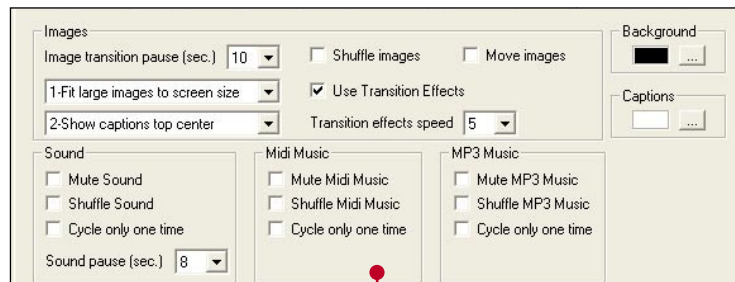 Images
Background
Image transition pause (sec.) 10
Shuffle images
Move images
...
1-Fit large images to screen size
Use Transition Effects
Captions
2-Show captions top center
Transition effects speed 5
...
Sound
Midi Music
MP3 Music
Mute Sound
Mute Midi Music
Mute MP3 Music
Shuffle Sound
Shuffle Midi Music
Shuffle MP3 Music
Cycle only one time
Cycle only one time
Cycle only one time
Sound pause (sec.) 8